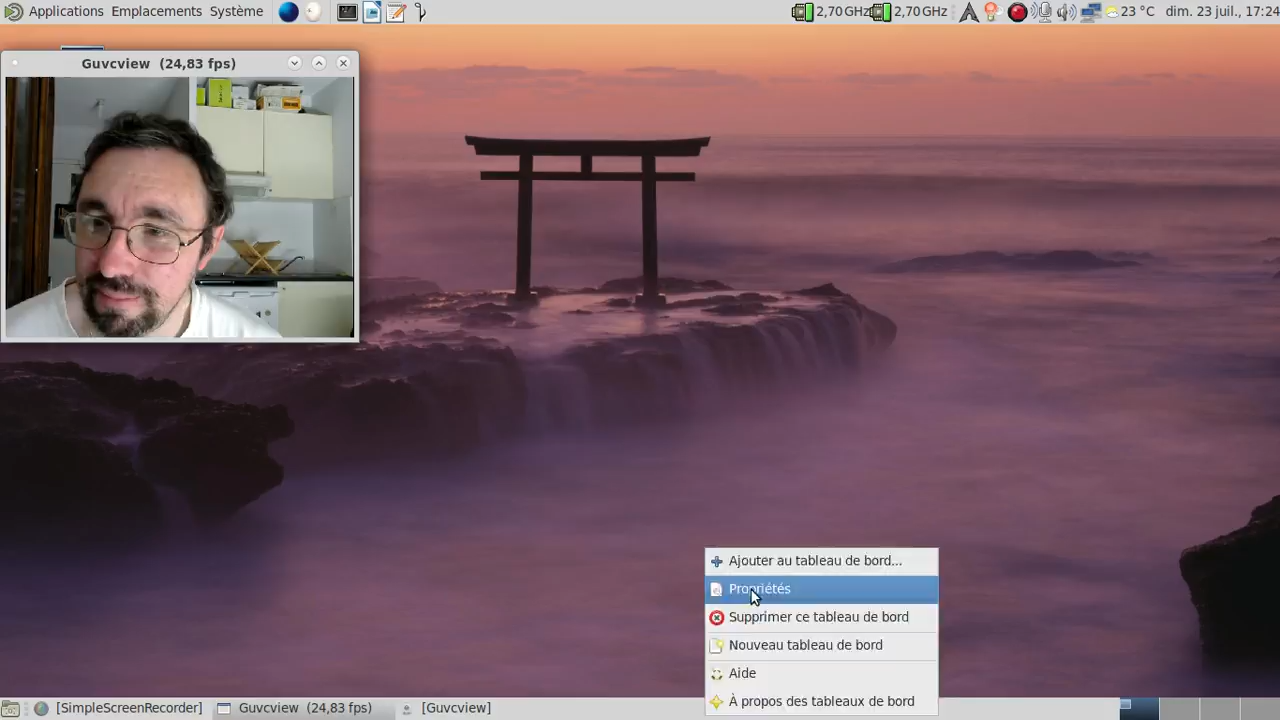 Applications Emplacements Système 2,70 GHz 2,70 GHz 23 °C dim. 23 juil., 17:24
Guvcview (24,83 fps)
Ajouter au tableau de bord...
Propriétés
Supprimer ce tableau de bord
Nouveau tableau de bord
Aide
À propos des tableaux de bord
[SimpleScreenRecorder] Guvcview (24,83 fps) [Guvcview]